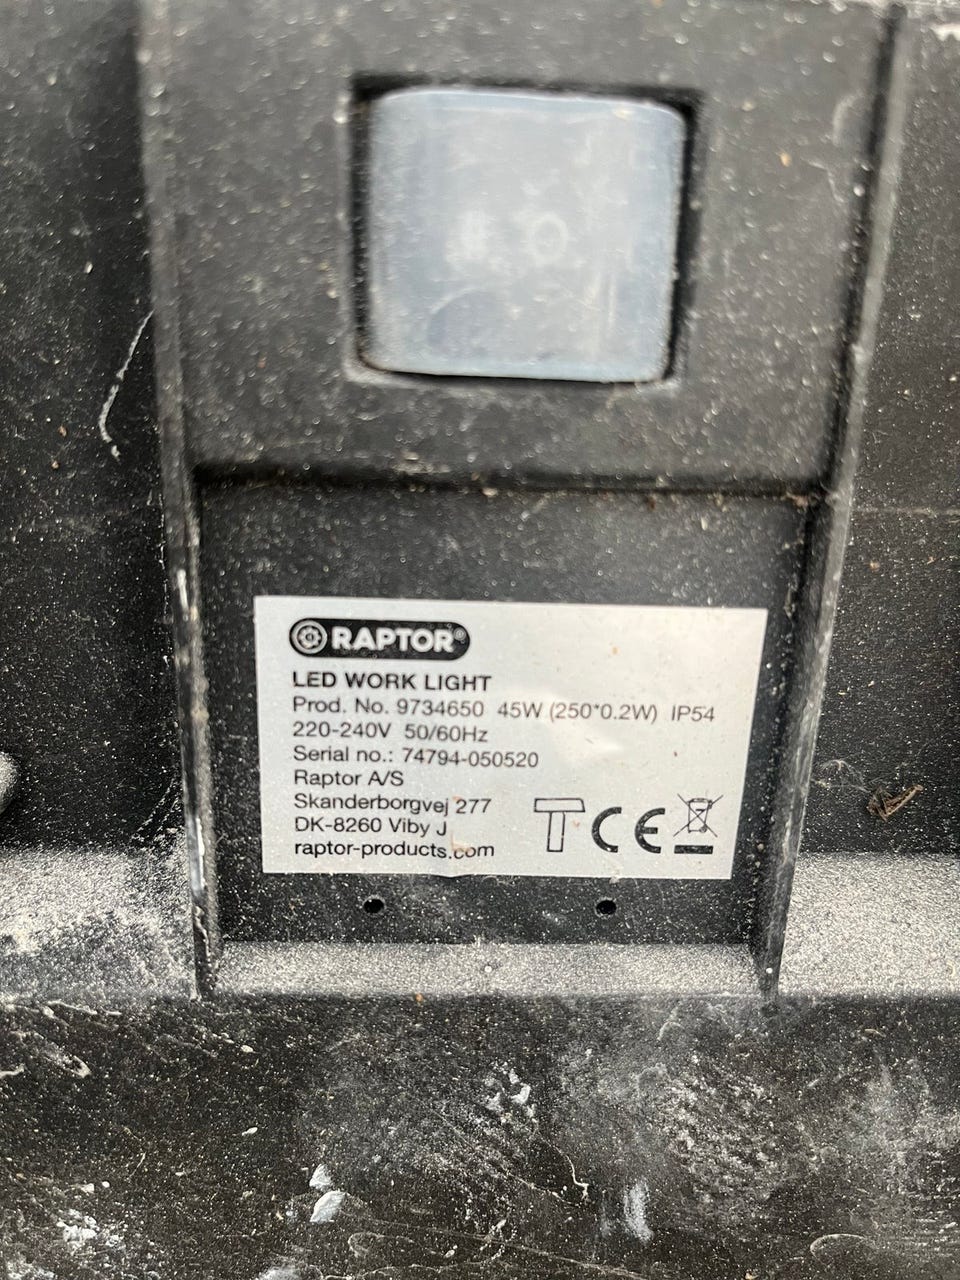 RAPTOR®
LED WORK LIGHT
Prod. No. 9734650 45W (250*0.2W) IP54
220-240V 50/60Hz
Serial no.: 74794-050520
Raptor A/S
Skanderborgvej 277
DK-8260 Viby J
raptor-products.com
CE